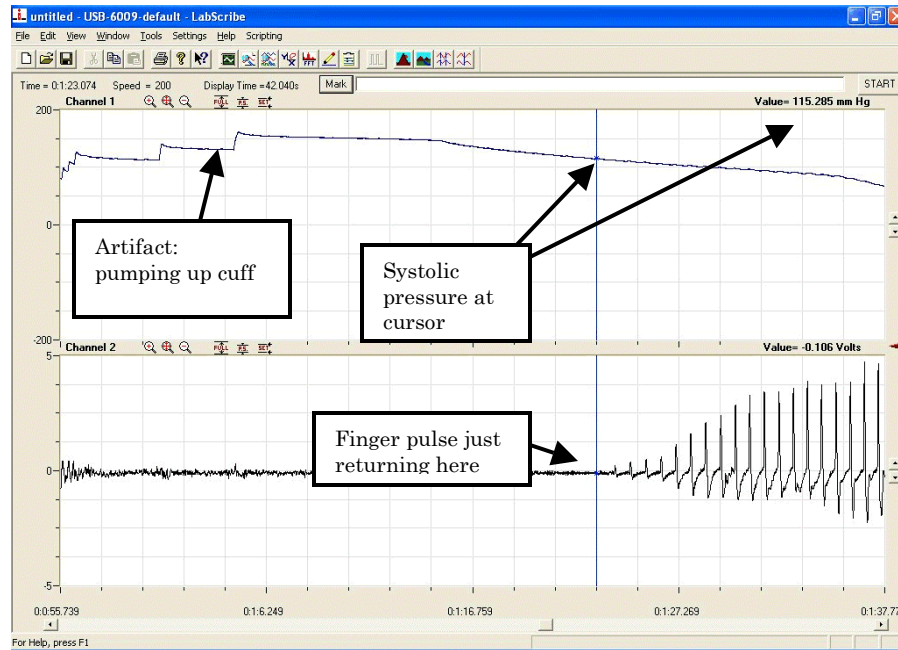 untitled - USB-6009-default - LabScribe
File Edit View Window Tools Settings Help Scripting
Time = 0:1:23.074 Speed = 200 Display Time =42.040s Mark START
Channel 1 FULL Value= 115.285 mm Hg
200
0
-200
Artifact:
pumping up cuff
Systolic
pressure at
cursor
Channel 2 FULL Value= -0.106 Volts
5
0
-5
Finger pulse just
returning here
0:0:55.739 0:1:6.249 0:1:16.759 0:1:27.269 0:1:37.77
For Help, press F1